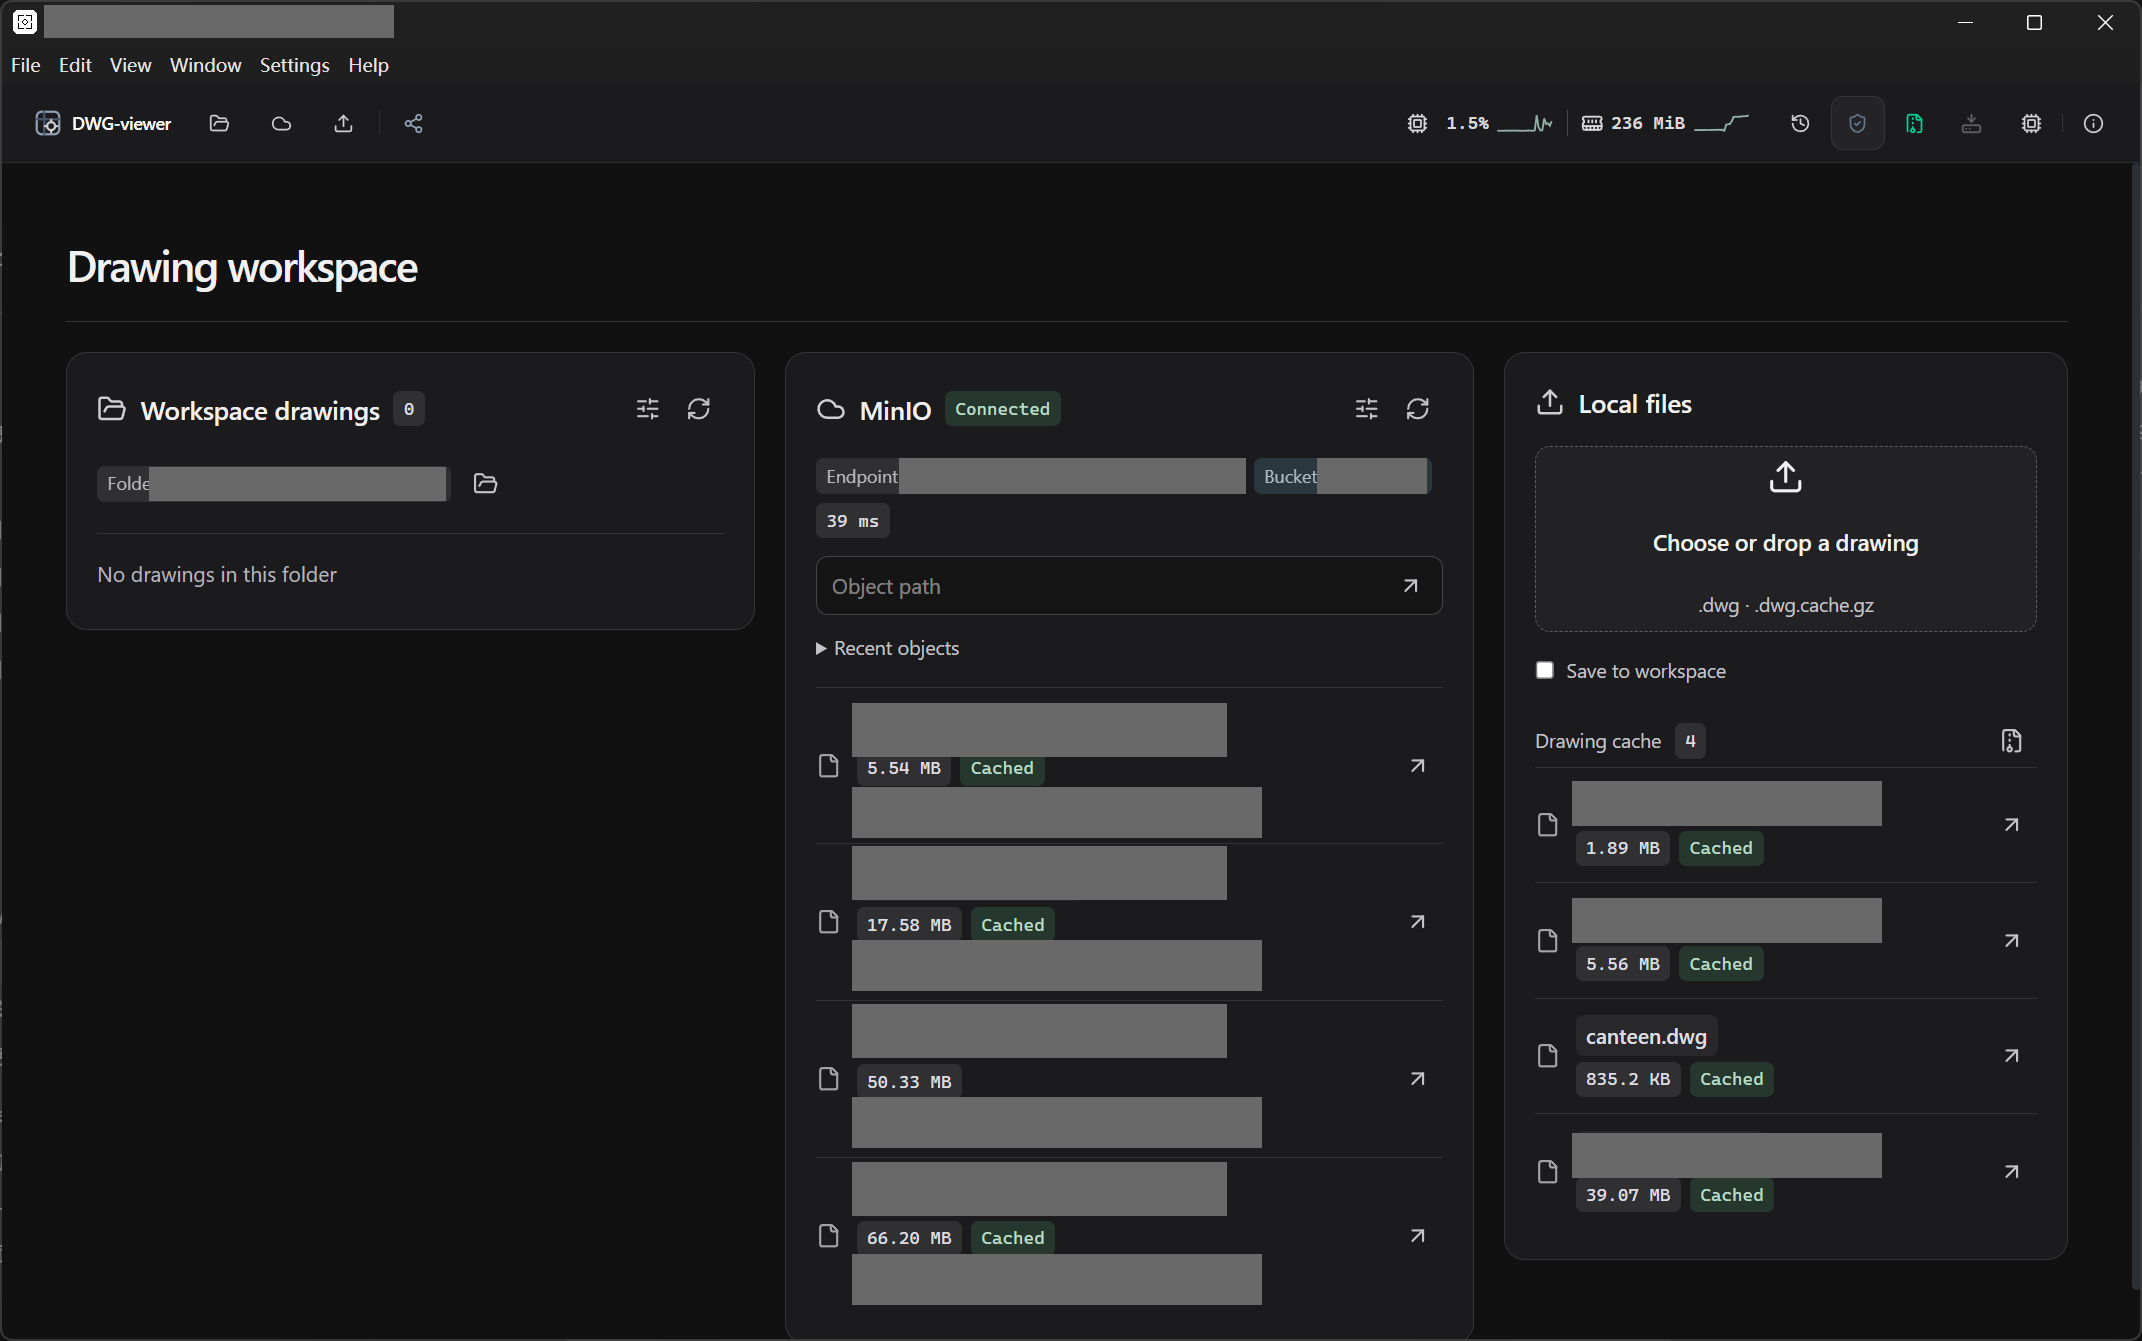 File Edit View Window Settings Help
DWG-viewer
1.5%
236 MiB
Drawing workspace
Workspace drawings 0
Folde
No drawings in this folder
MinIO Connected
Endpoint
Bucket
39 ms
Object path
Recent objects
5.54 MB Cached
17.58 MB Cached
50.33 MB
66.20 MB Cached
Local files
Choose or drop a drawing
.dwg · .dwg.cache.gz
Save to workspace
Drawing cache 4
1.89 MB Cached
5.56 MB Cached
canteen.dwg
835.2 KB Cached
39.07 MB Cached